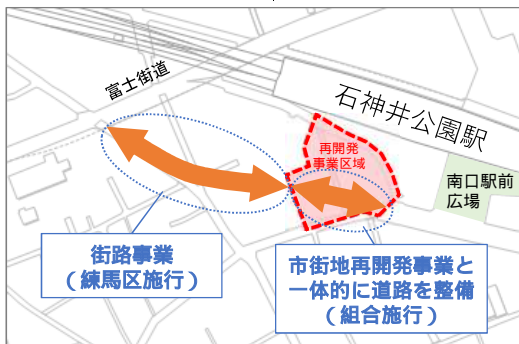 富士街道
石神井公園駅
再開発
事業区域
南口駅前
広場
街路事業
（練馬区施行）
市街地再開発事業と
一体的に道路を整備
（組合施行）